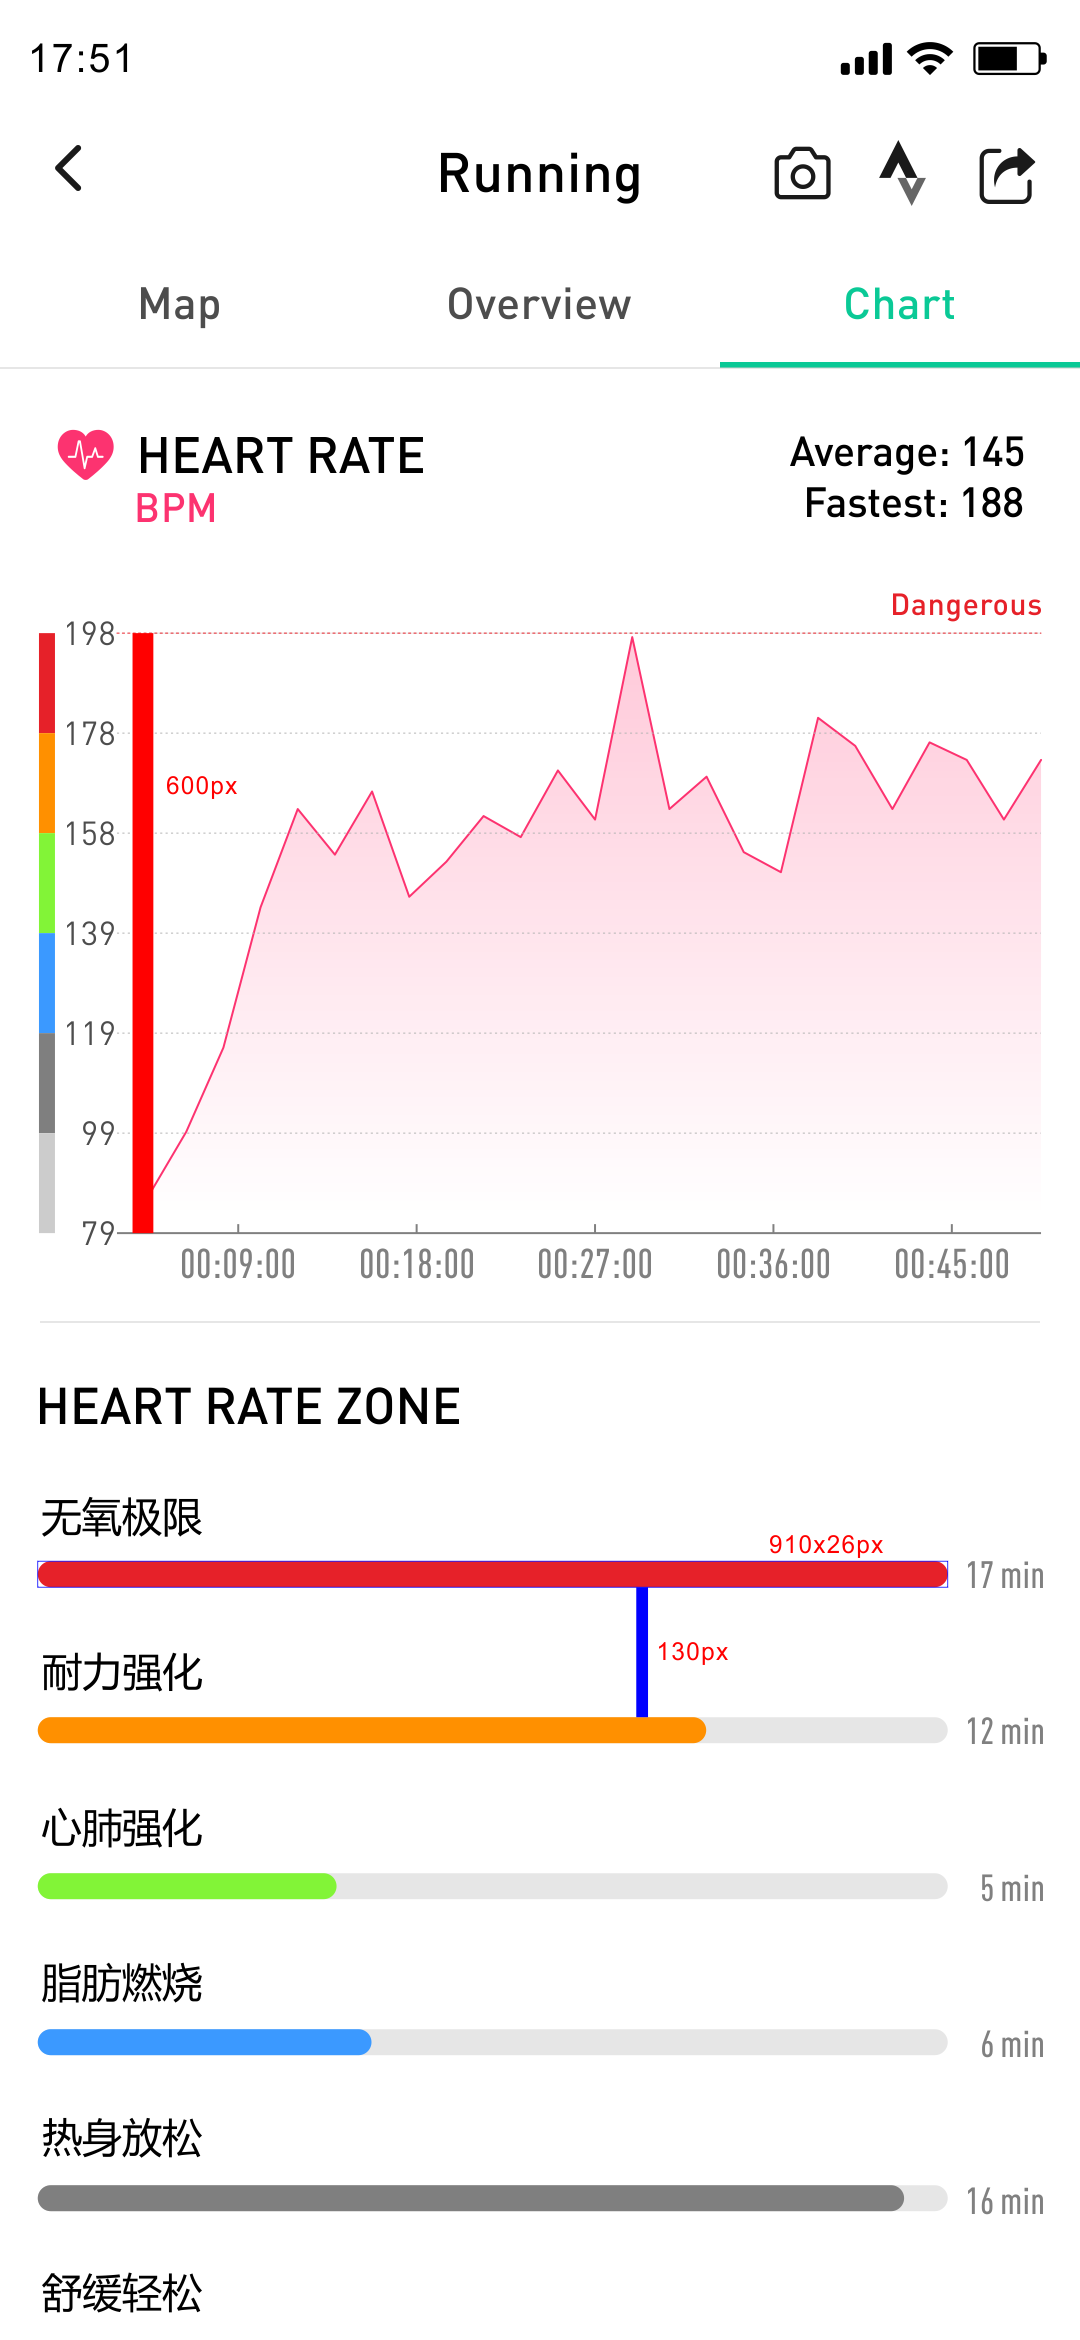 17:51
Running
Map
Overview
Chart
HEART RATE
BPM
Average: 145
Fastest: 188
Dangerous
198
178
600px
158
139
119
99
79
00:09:00
00:18:00
00:27:00
00:36:00
00:45:00
HEART RATE ZONE
无氧极限
910x26px
17 min
耐力强化
130px
12 min
心肺强化
5 min
脂肪燃烧
6 min
热身放松
16 min
舒缓轻松